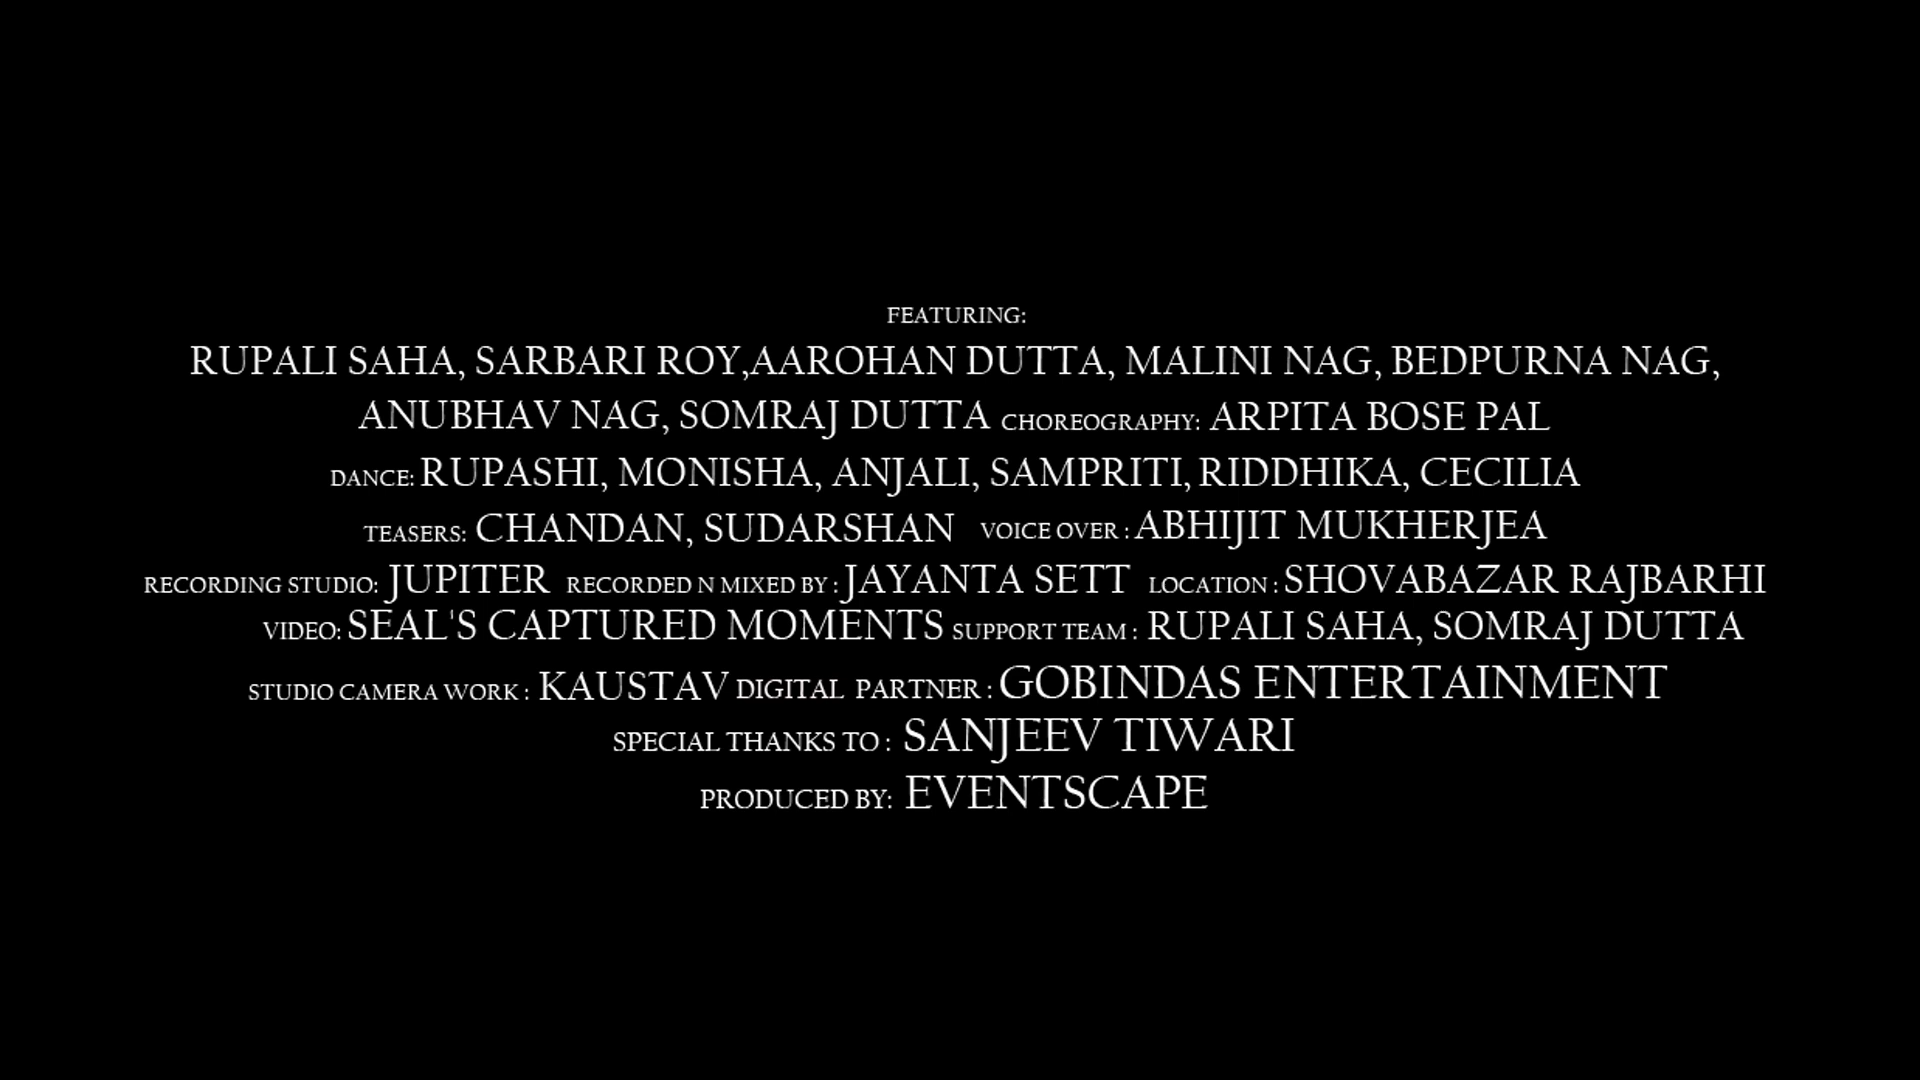 FEATURING:
RUPALI SAHA, SARBARI ROY,AAROHAN DUTTA, MALINI NAG, BEDPURNA NAG,
ANUBHAV NAG, SOMRAJ DUTTA CHOREOGRAPHY: ARPITA BOSE PAL
DANCE: RUPASHI, MONISHA, ANJALI, SAMPRITI, RIDDHIKA, CECILIA
TEASERS: CHANDAN, SUDARSHAN VOICE OVER : ABHIJIT MUKHERJEA
RECORDING STUDIO: JUPITER RECORDED N MIXED BY : JAYANTA SETT LOCATION : SHOVABAZAR RAJBARHI
VIDEO: SEAL'S CAPTURED MOMENTS SUPPORT TEAM : RUPALI SAHA, SOMRAJ DUTTA
STUDIO CAMERA WORK : KAUSTAV DIGITAL PARTNER : GOBINDAS ENTERTAINMENT
SPECIAL THANKS TO : SANJEEV TIWARI
PRODUCED BY: EVENTSCAPE